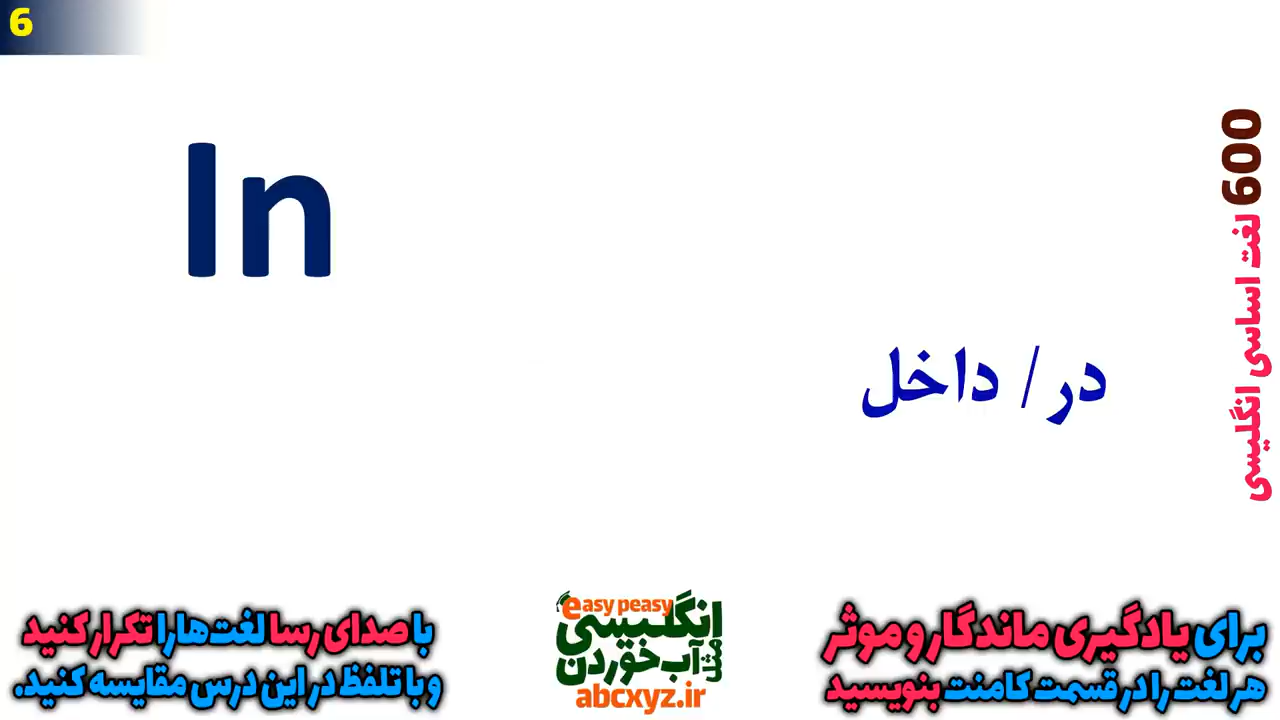 6
In
در / داخل
600 لغت اساسی انگلیسی
برای یادگیری ماندگار و موثر
هر لغت را در قسمت کامنت بنویسید
easy peasy
انگلیسی
مثل آب خوردن
abcxyz.ir
با صدای رسا لغت‌ها را تکرار کنید
و با تلفظ در این درس مقایسه کنید.